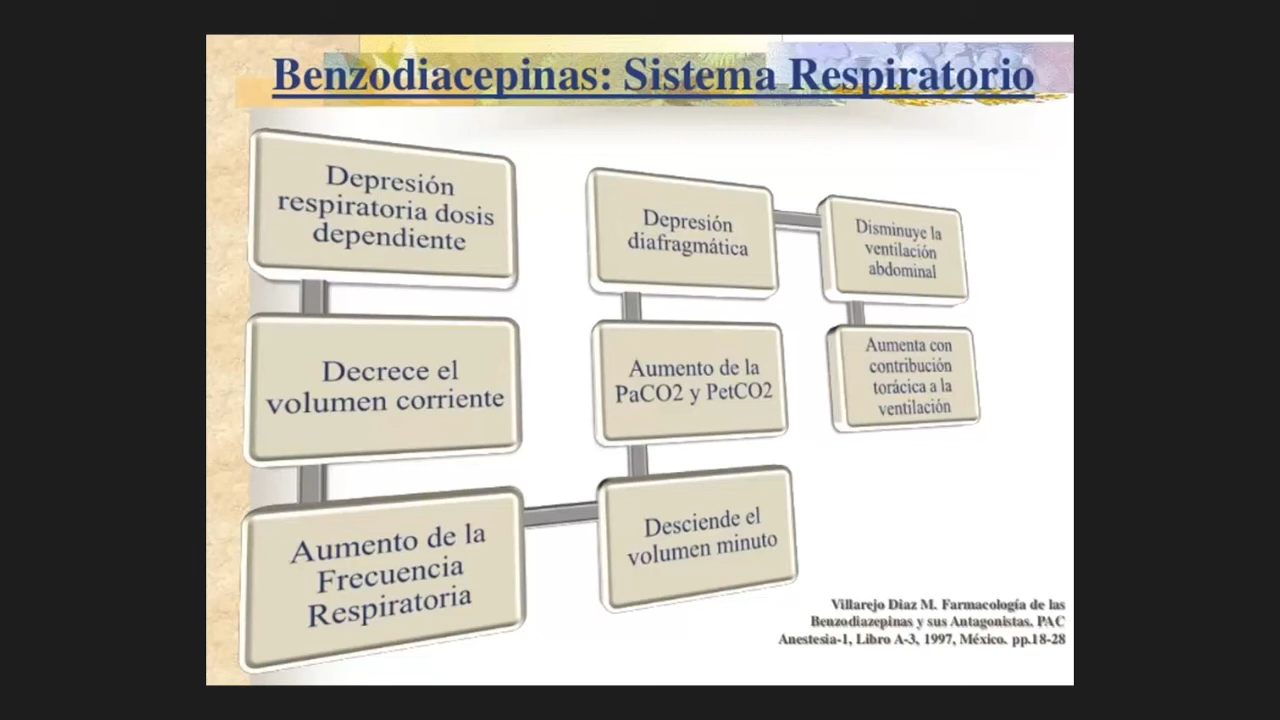 Benzodiacepinas: Sistema Respiratorio
Depresión
respiratoria dosis
dependiente
Decrece el
volumen corriente
Aumento de la
Frecuencia
Respiratoria
Desciende el
volumen minuto
Aumento de la
PaCO2 y PetCO2
Depresión
diafragmática
Disminuye la
ventilación
abdominal
Aumenta con
contribución
torácica a la
ventilación
Villarejo Diaz M. Farmacología de las
Benzodiazepinas y sus Antagonistas. PAC
Anestesia-1, Libro A-3, 1997, México. pp.18-28